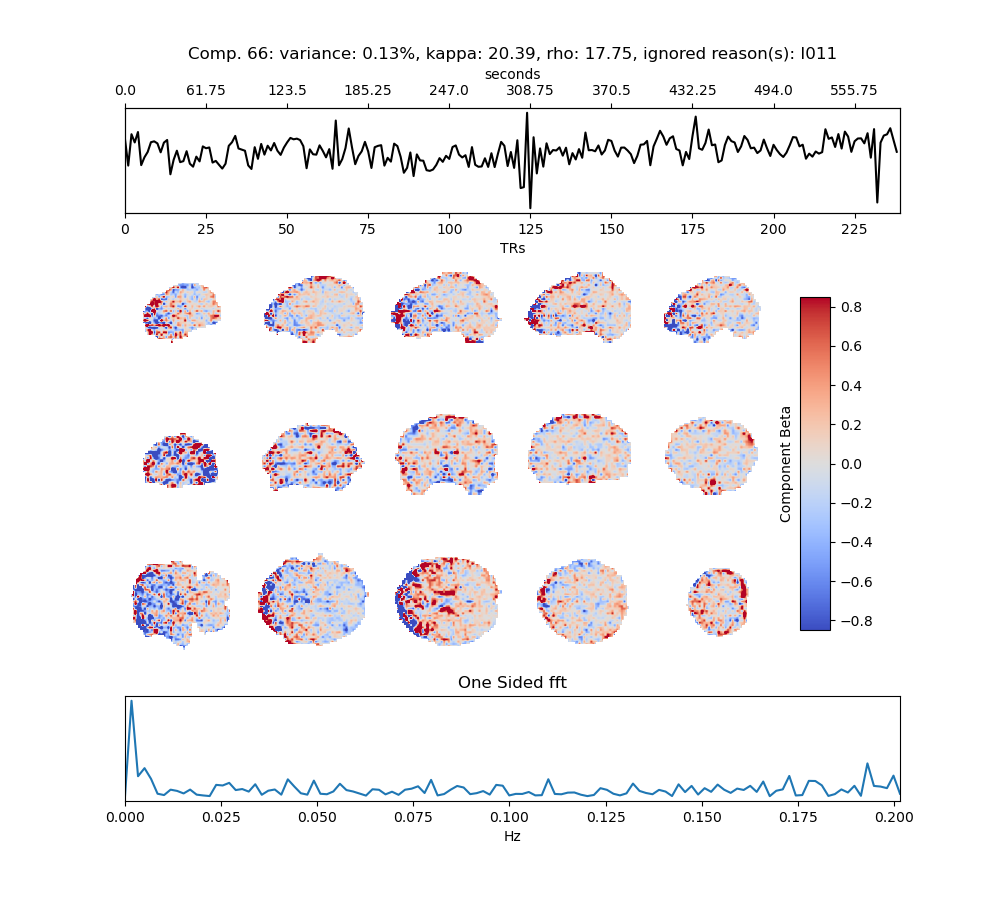 Comp. 66: variance: 0.13%, kappa: 20.39, rho: 17.75, ignored reason(s): I011
seconds
0.0 61.75 123.5 185.25 247.0 308.75 370.5 432.25 494.0 555.75
0 25 50 75 100 125 150 175 200 225
TRs
0.8
0.6
0.4
0.2
0.0
−0.2
−0.4
−0.6
−0.8
Component Beta
One Sided fft
0.000 0.025 0.050 0.075 0.100 0.125 0.150 0.175 0.200
Hz